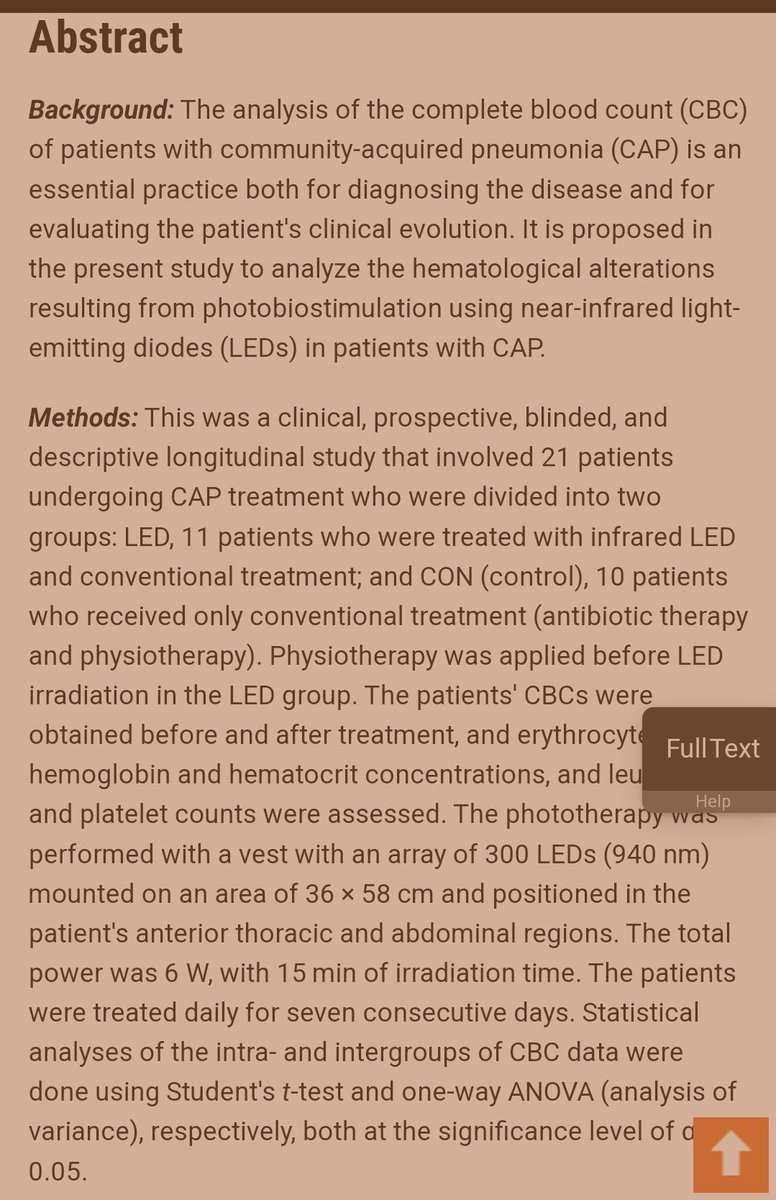 Abstract
Background: The analysis of the complete blood count (CBC)
of patients with community-acquired pneumonia (CAP) is an
essential practice both for diagnosing the disease and for
evaluating the patient's clinical evolution. It is proposed in
the present study to analyze the hematological alterations
resulting from photobiostimulation using near-infrared light-
emitting diodes (LEDs) in patients with CAP.
Methods: This was a clinical, prospective, blinded, and
descriptive longitudinal study that involved 21 patients
undergoing CAP treatment who were divided into two
groups: LED, 11 patients who were treated with infrared LED
and conventional treatment; and CON (control), 10 patients
who received only conventional treatment (antibiotic therapy
and physiotherapy). Physiotherapy was applied before LED
irradiation in the LED group. The patients' CBCs were
obtained before and after treatment, and
hemoglobin and hematocrit concentrations, and
and platelet counts were assessed. The phototherapy was
performed with a vest with an array of 300 LEDs (940 nm)
mounted on an area of 36 × 58 cm and positioned in the
patient's anterior thoracic and abdominal regions. The total
power was 6 W, with 15 min of irradiation time. The patients
were treated daily for seven consecutive days. Statistical
analyses of the intra- and intergroups of CBC data were
done using Student's t-test and one-way ANOVA (analysis of
variance), respectively, both at the significance level of
0.05.
Full Text
Help